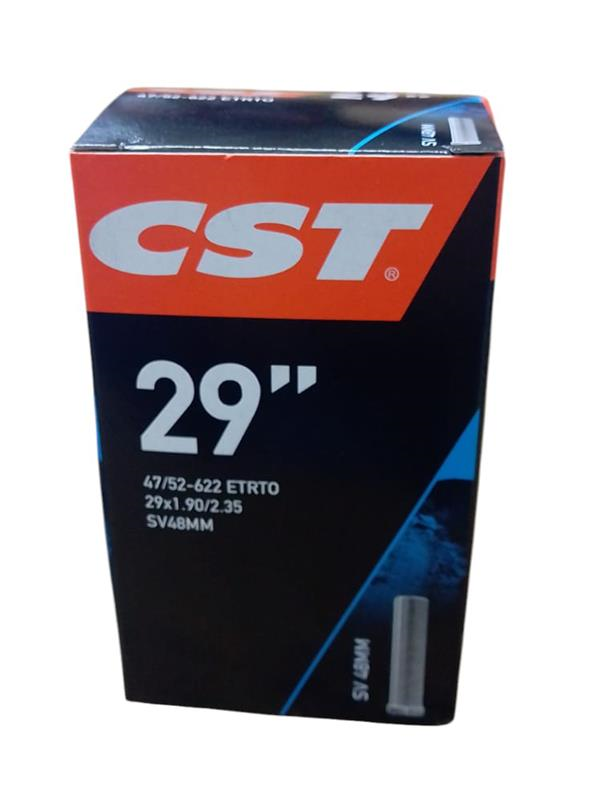 47/52-622 ETRTO
29"
SV 48MM
CST®
29”
47/52-622 ETRTO
29x1.90/2.35
SV48MM
SV 48MM